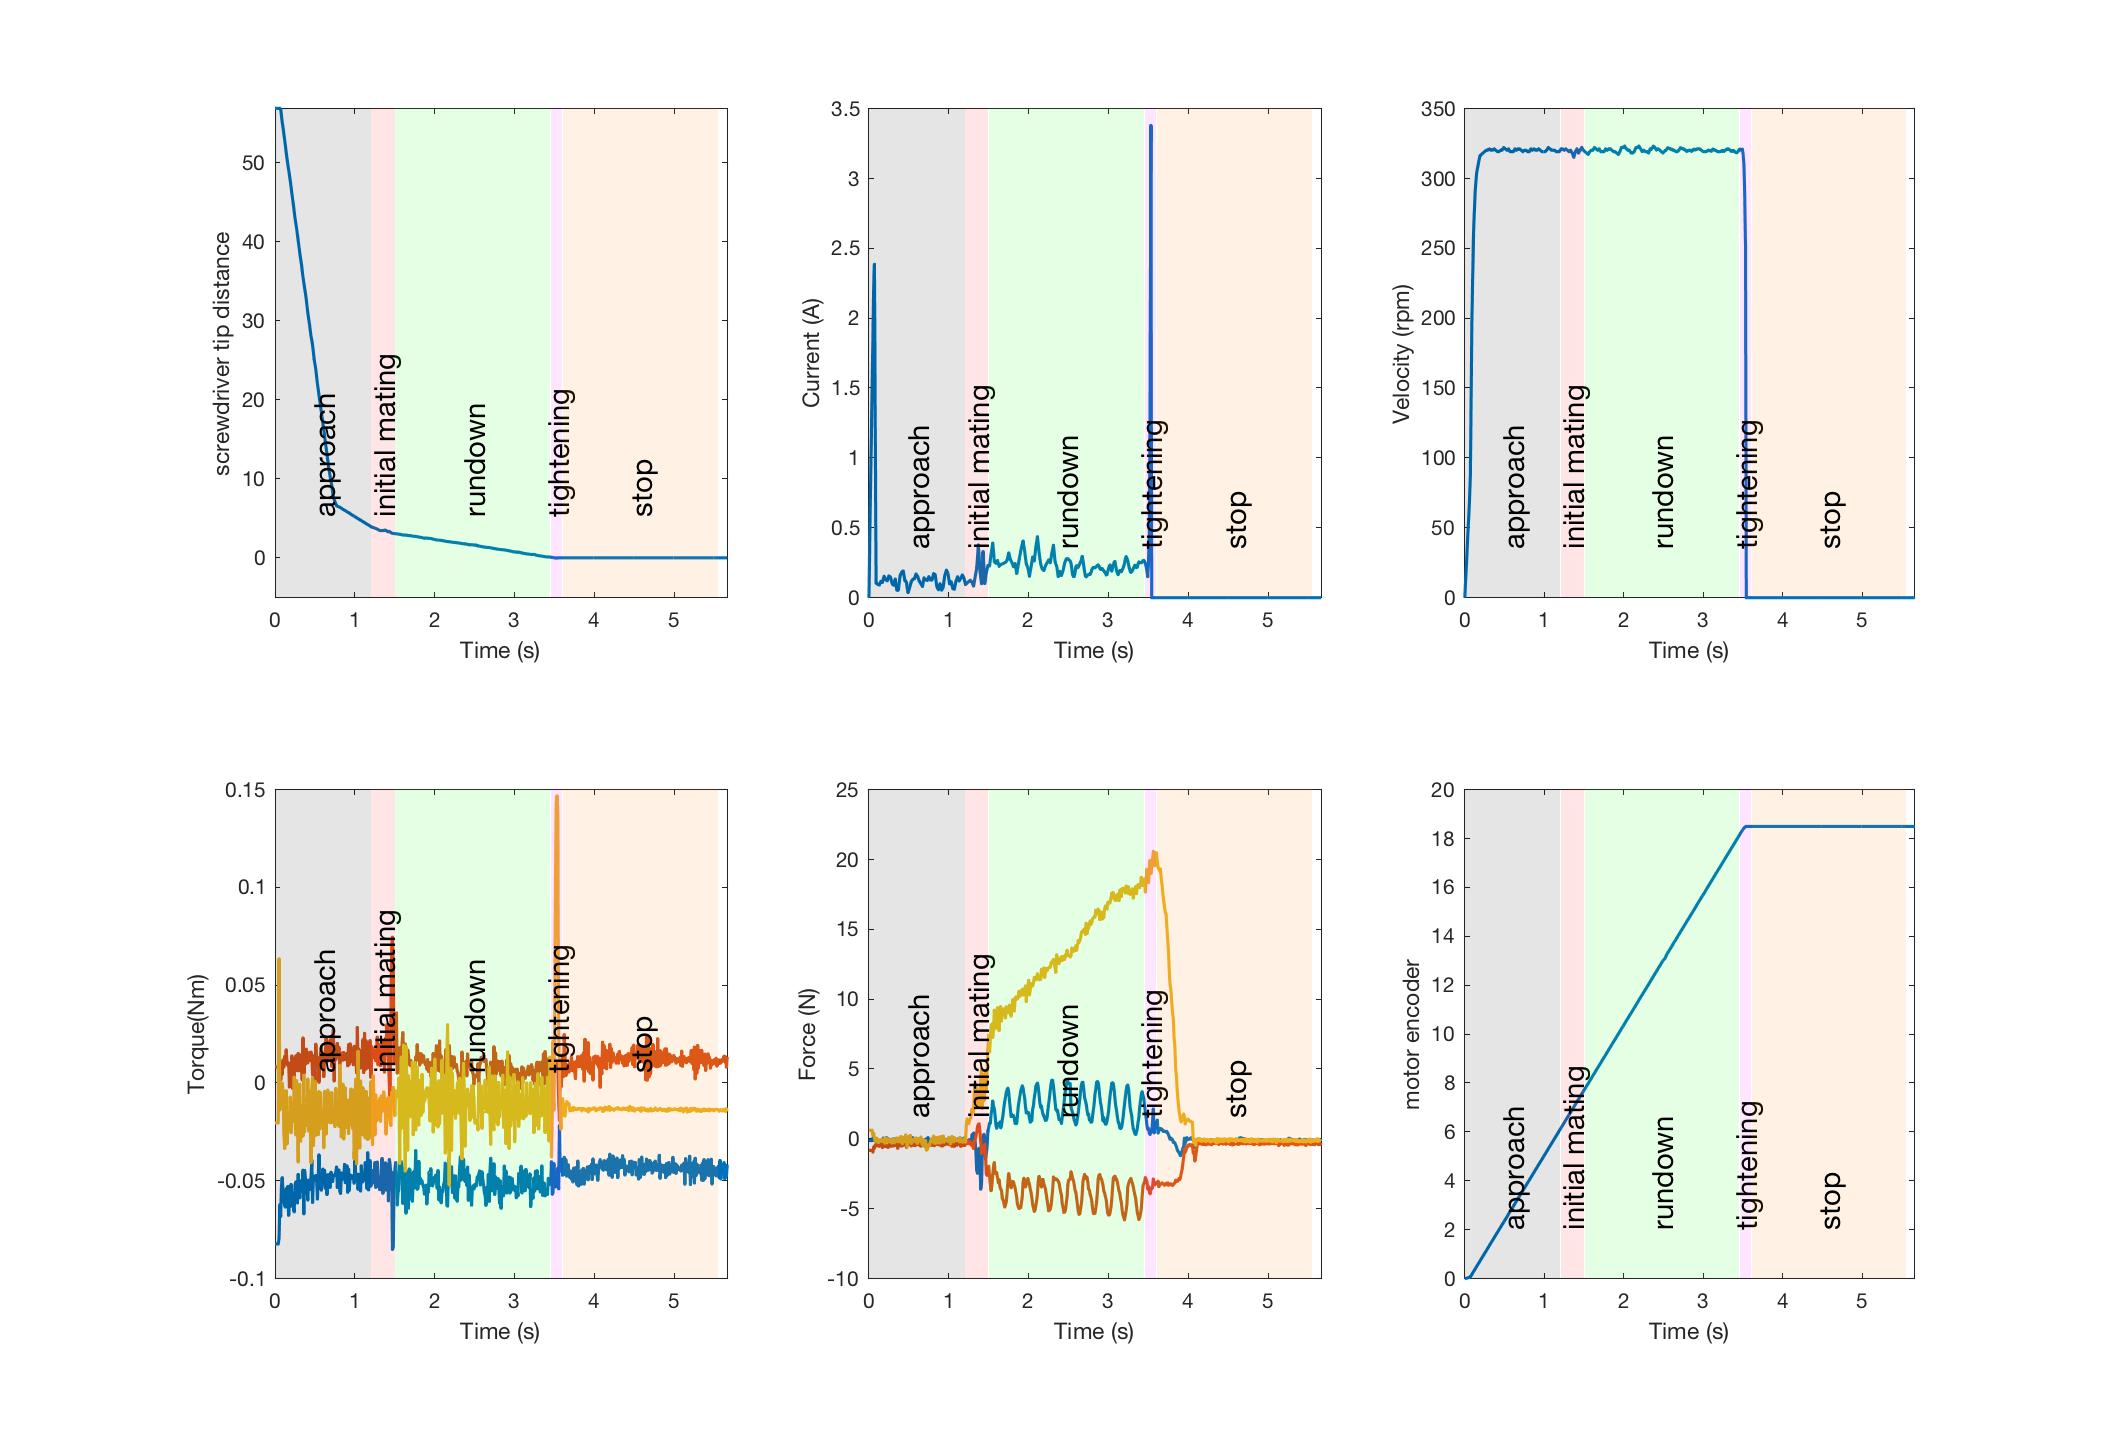 screwdriver tip distance
50
40
30
20
10
0
approach
initial mating
rundown
tightening
stop
0 1 2 3 4 5
Time (s)
Current (A)
3.5
3
2.5
2
1.5
1
0.5
0
approach
initial mating
rundown
tightening
stop
0 1 2 3 4 5
Time (s)
Velocity (rpm)
350
300
250
200
150
100
50
0
approach
initial mating
rundown
tightening
stop
0 1 2 3 4 5
Time (s)
Torque(Nm)
0.15
0.1
0.05
0
-0.05
-0.1
approach
initial mating
rundown
tightening
stop
0 1 2 3 4 5
Time (s)
Force (N)
25
20
15
10
5
0
-5
-10
approach
initial mating
rundown
tightening
stop
0 1 2 3 4 5
Time (s)
motor encoder
20
18
16
14
12
10
8
6
4
2
0
approach
initial mating
rundown
tightening
stop
0 1 2 3 4 5
Time (s)